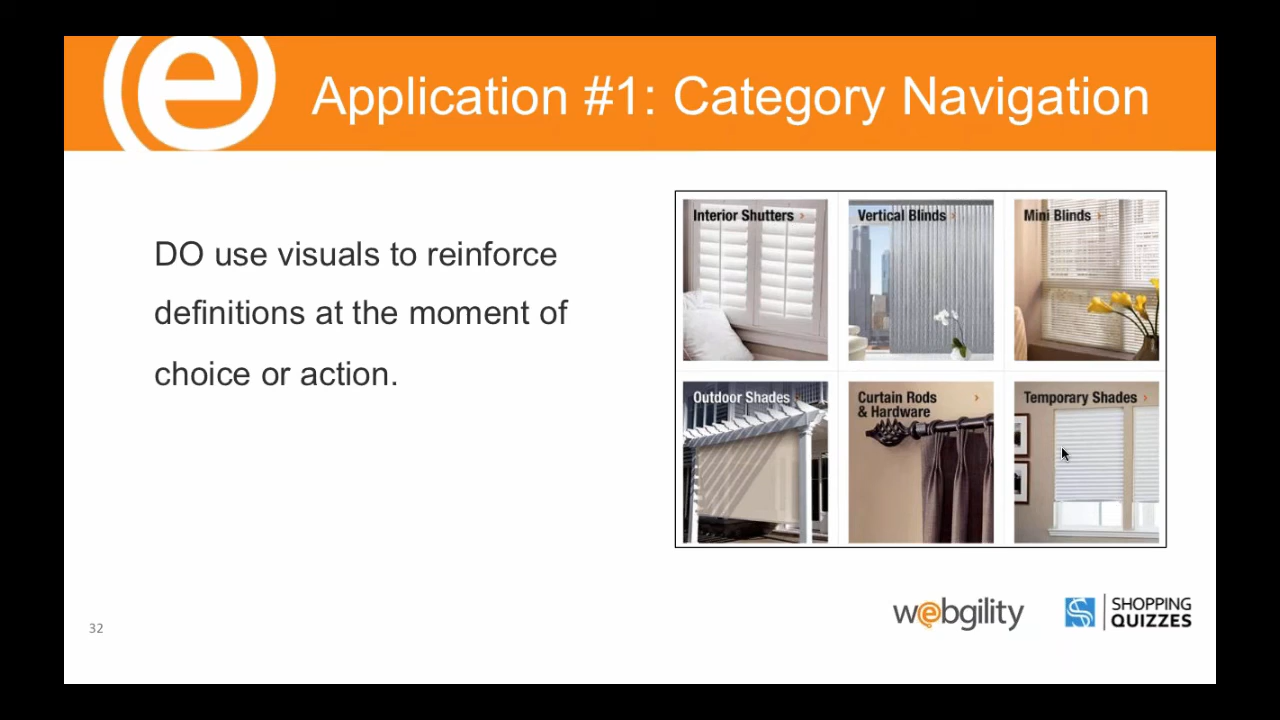 e
Application #1: Category Navigation
DO use visuals to reinforce
definitions at the moment of
choice or action.
Interior Shutters ›
Vertical Blinds ›
Mini Blinds ›
Outdoor Shades ›
Curtain Rods ›
& Hardware
Temporary Shades ›
32
webgility
S
SHOPPING
QUIZZES